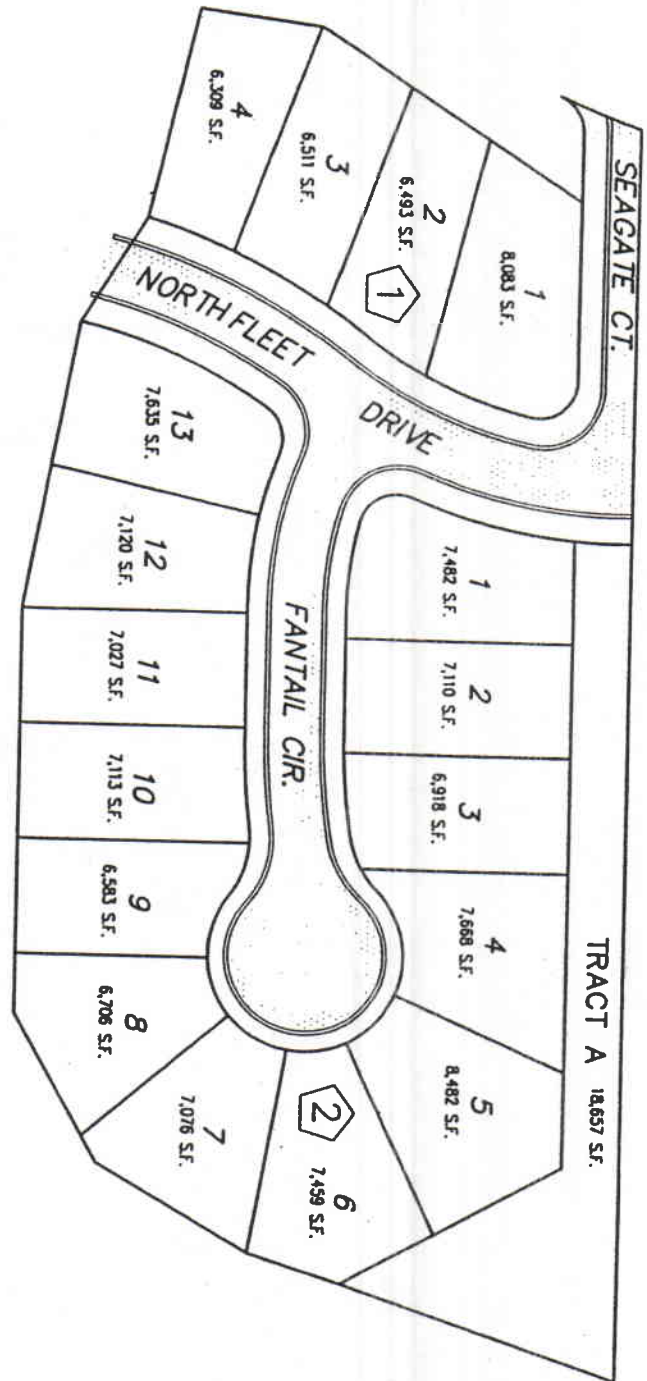 SEAGATE CT.
1
8,083 S.F.
2
6,493 S.F.
1
3
6,511 S.F.
4
6,309 S.F.
NORTHFLEET DRIVE
FANTAIL CIR.
TRACT A 18,657 S.F.
1
7,482 S.F.
2
7,110 S.F.
3
6,918 S.F.
4
7,668 S.F.
5
8,482 S.F.
2
6
7,459 S.F.
7
7,076 S.F.
8
6,706 S.F.
9
6,583 S.F.
10
7,113 S.F.
11
7,027 S.F.
12
7,120 S.F.
13
7,635 S.F.